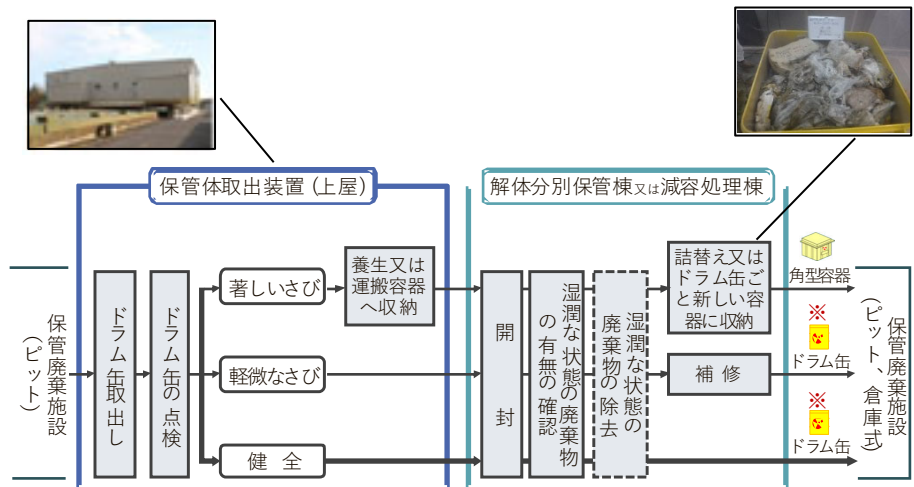 保管体取出装置（上屋）
解体分別保管棟又は減容処理棟
保管廃棄施設
（ピット）
ドラム缶取出し
ドラム缶の点検
著しいさび
養生又は
運搬容器
へ収納
軽微なさび
健 全
開 封
湿潤な状態の廃棄物
の有無の確認
湿潤な状態の
廃棄物の除去
詰替え又は
ドラム缶ご
と新しい容
器に収納
補 修
角型容器
※
ドラム缶
※
ドラム缶
保管廃棄施設
（ピット、倉庫式）